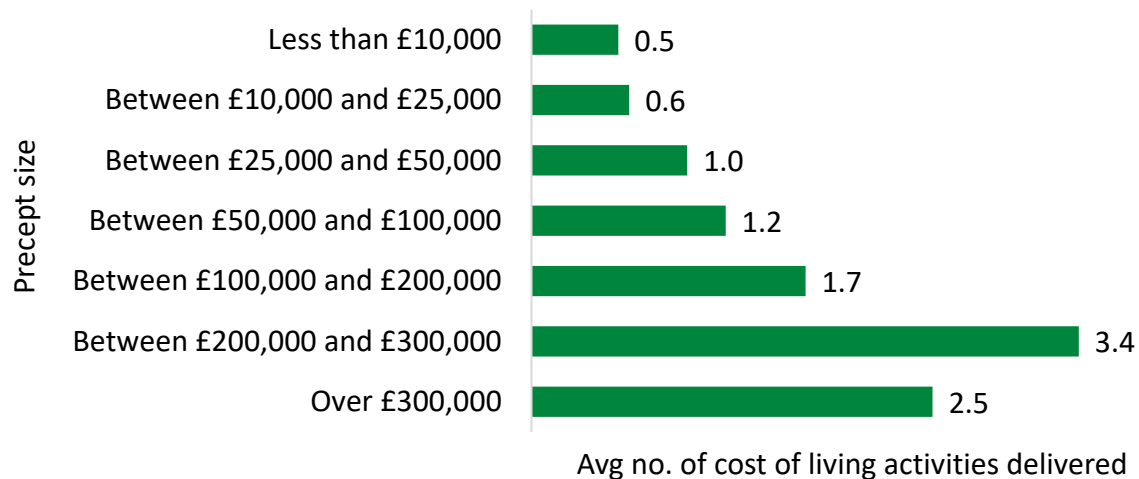 Precept size
Less than £10,000
0.5
Between £10,000 and £25,000
0.6
Between £25,000 and £50,000
1.0
Between £50,000 and £100,000
1.2
Between £100,000 and £200,000
1.7
Between £200,000 and £300,000
3.4
Over £300,000
2.5
Avg no. of cost of living activities delivered